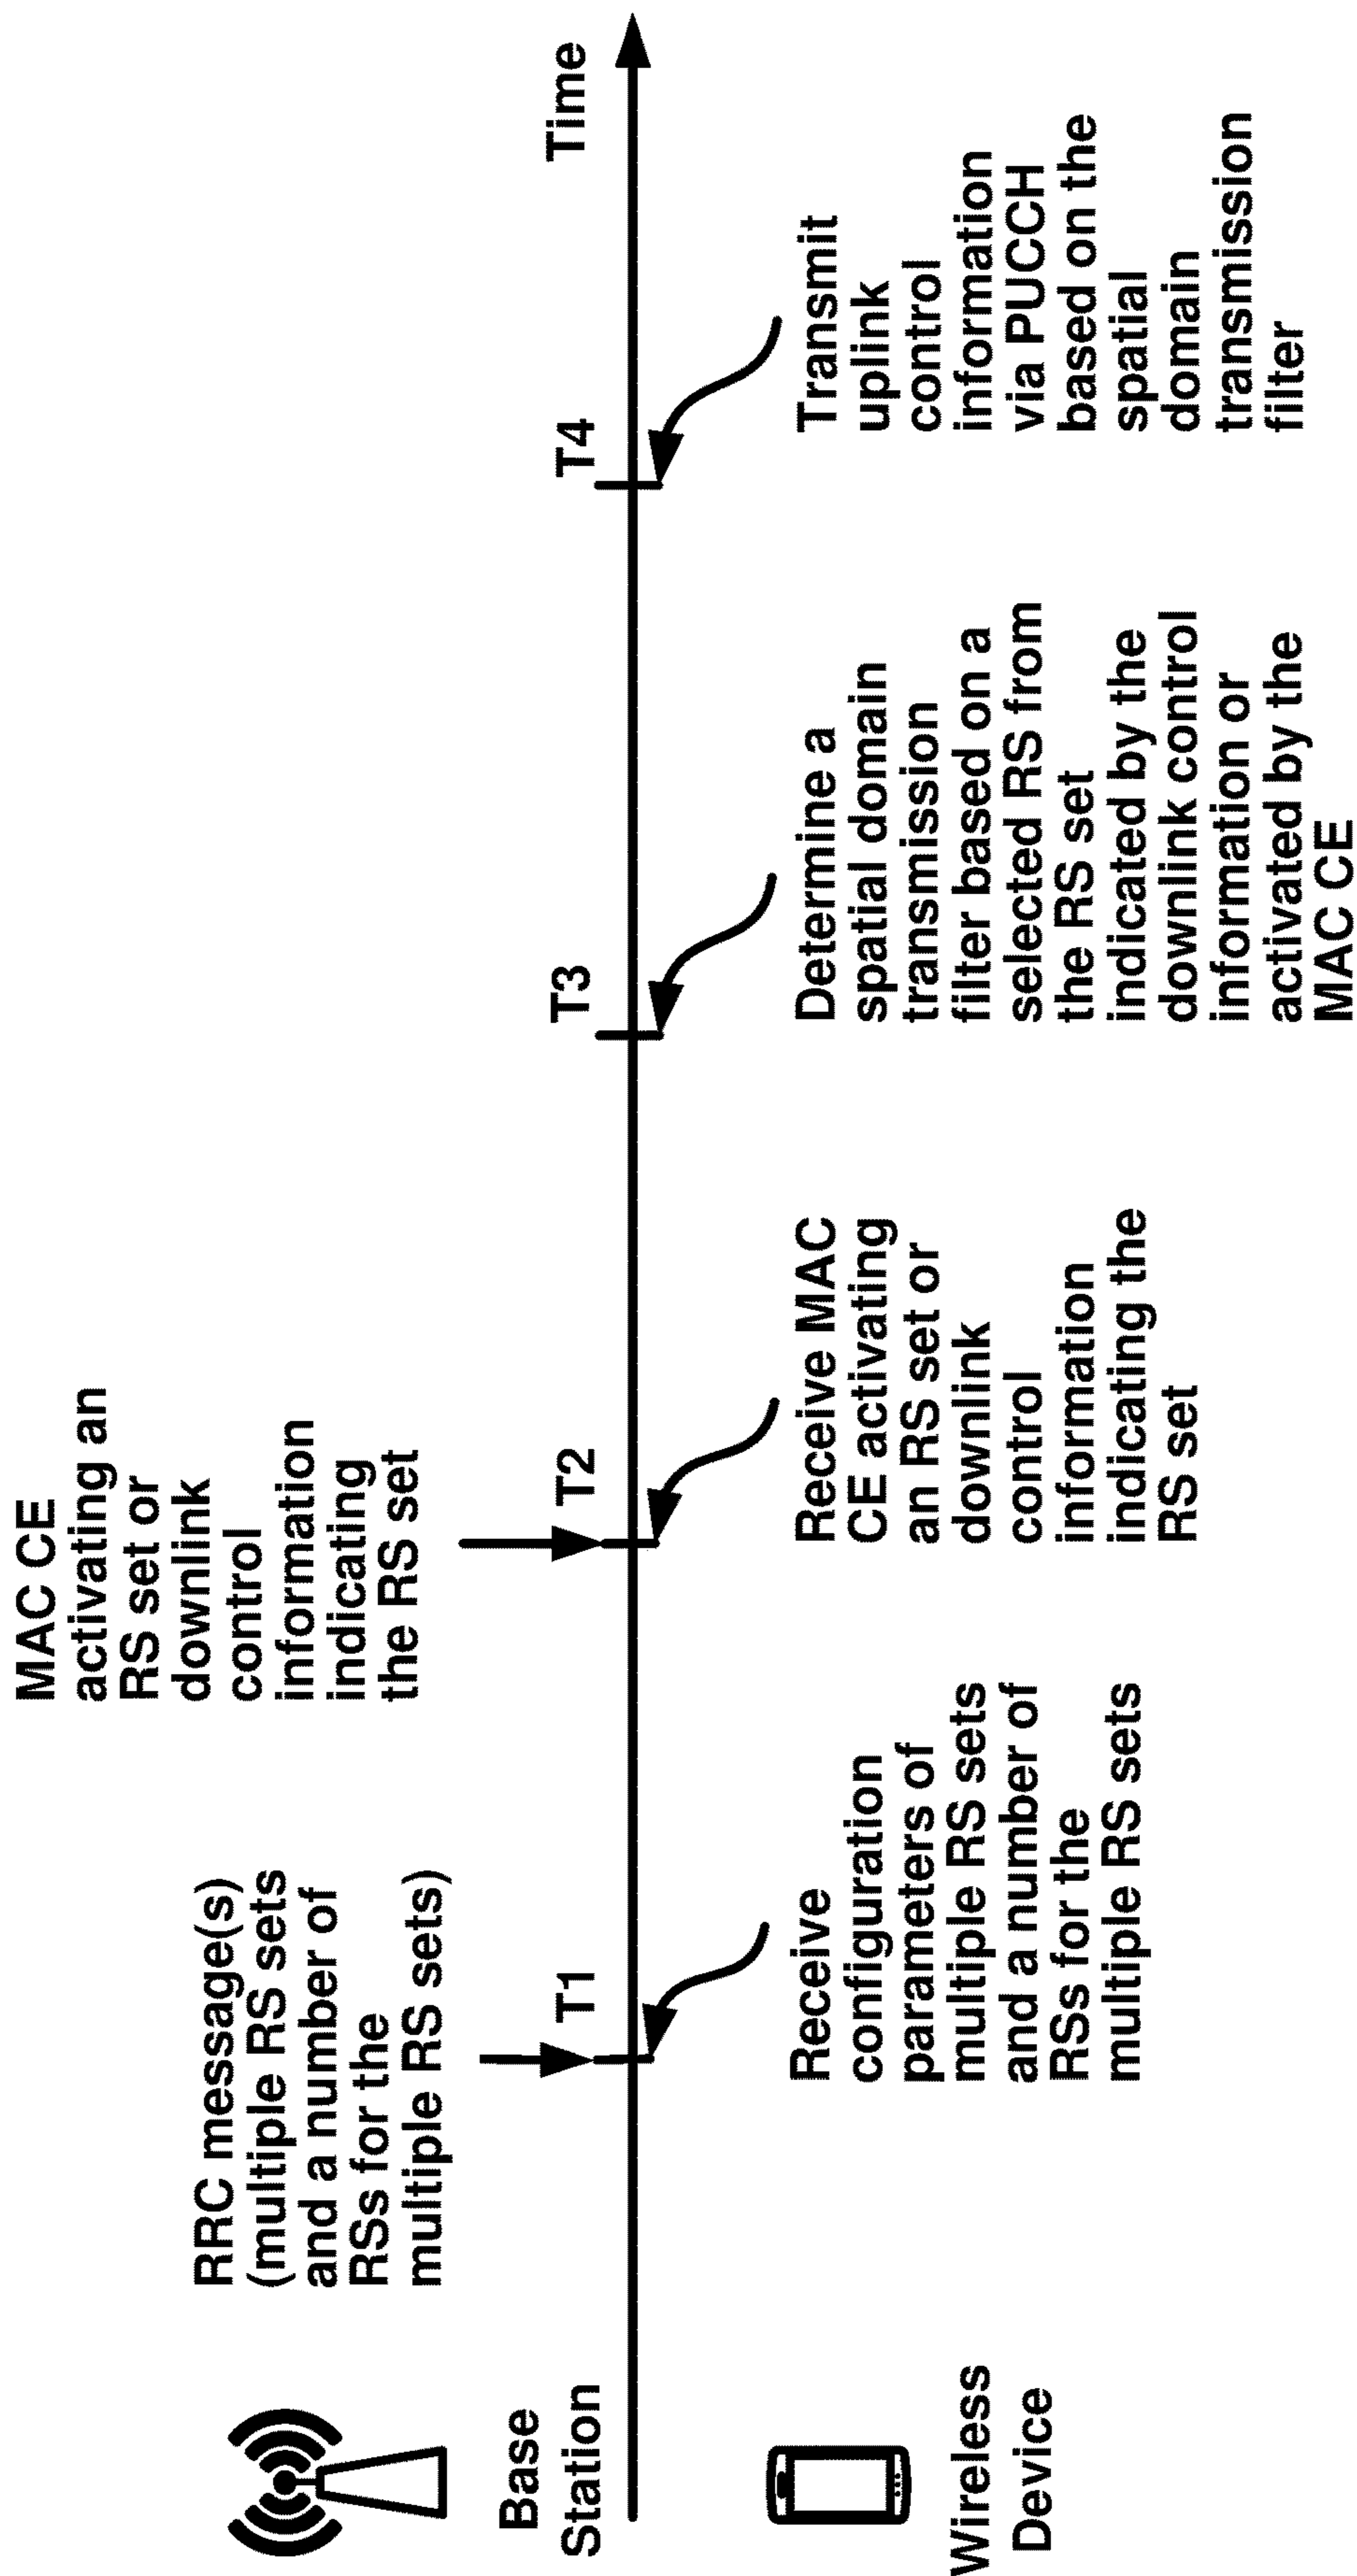 RRC message(s)
(multiple RS sets
and a number of
RSs for the
multiple RS sets)
MAC CE
activating an
RS set or
downlink
control
information
indicating
the RS set
Base
Station
T1
T2
T3
T4
Time
Wireless
Device
Receive
configuration
parameters of
multiple RS sets
and a number of
RSs for the
multiple RS sets
Receive MAC
CE activating
an RS set or
downlink
control
information
indicating the
RS set
Determine a
spatial domain
transmission
filter based on a
selected RS from
the RS set
indicated by the
downlink control
information or
activated by the
MAC CE
Transmit
uplink
control
information
via PUCCH
based on the
spatial
domain
transmission
filter